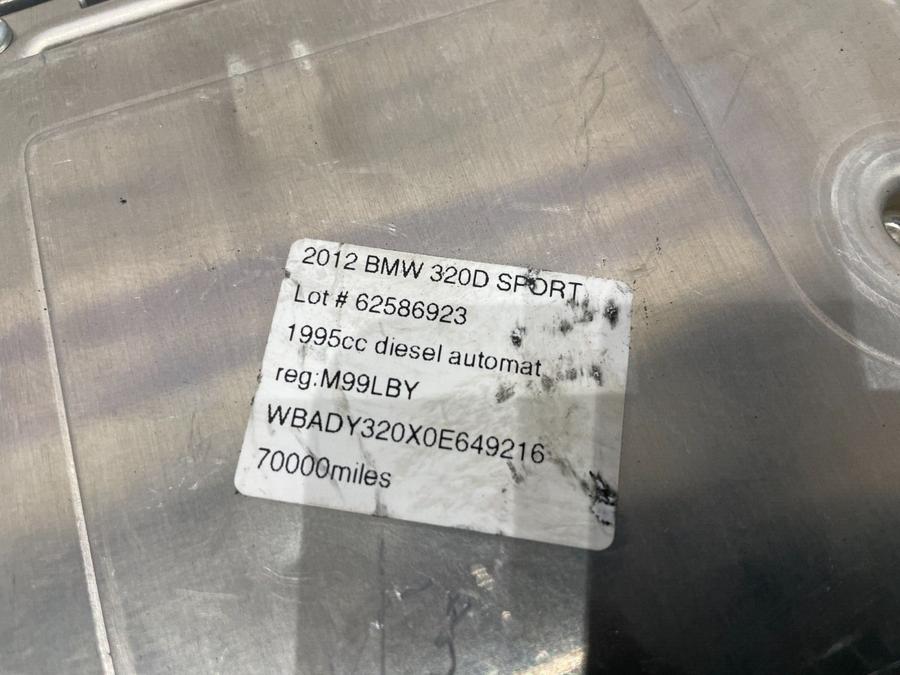 2012 BMW 320D SPORT
Lot # 62586923
1995cc diesel automat
reg:M99LBY
WBADY320X0E649216
70000miles